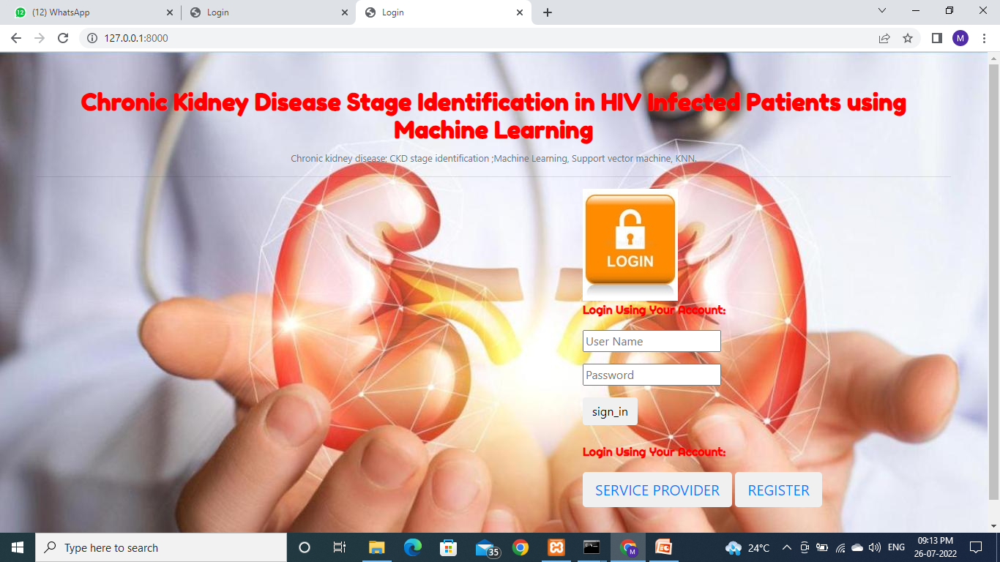 12
(12) WhatsApp
Login
Login
127.0.0.1:8000
M
Chronic Kidney Disease Stage Identification in HIV Infected Patients using
Machine Learning
Chronic kidney disease; CKD stage identification ;Machine Learning, Support vector machine, KNN.
LOGIN
Login Using Your Account:
User Name
Password
sign_in
Login Using Your Account:
SERVICE PROVIDER REGISTER
Type here to search
35
M
24°C
ENG
09:13 PM
26-07-2022